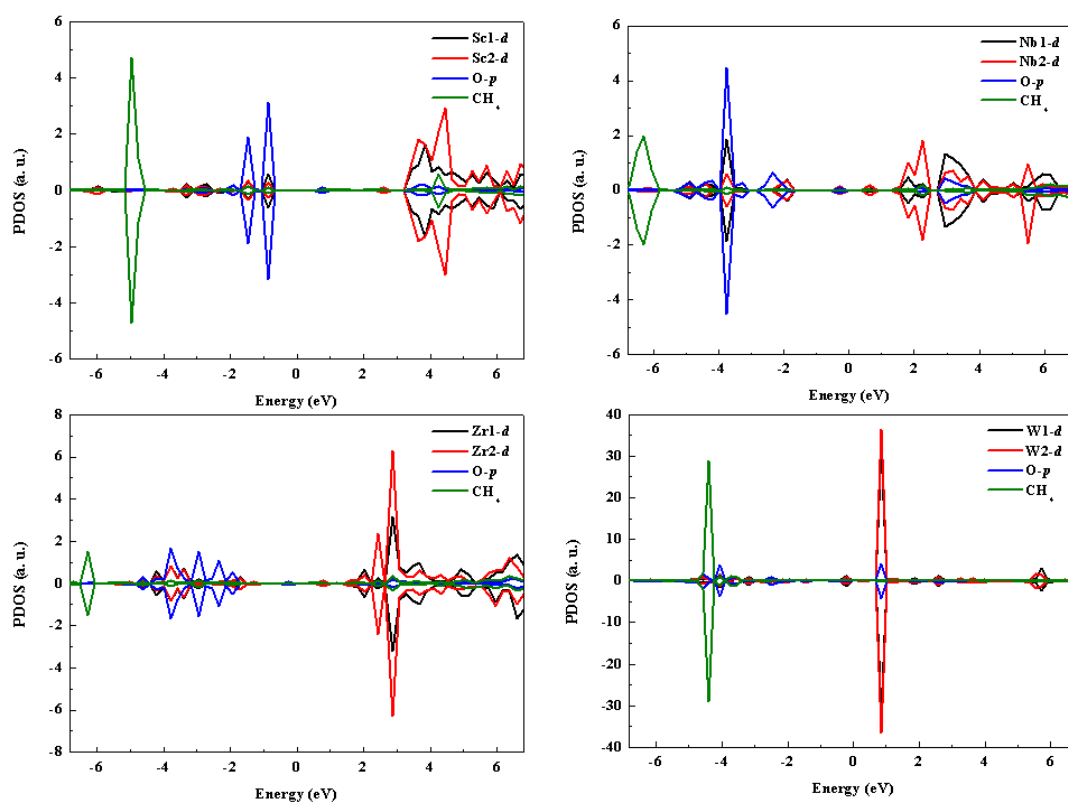 6
4
2
0
-2
-4
-6
PDOS (a. u.)
Sc1-d
Sc2-d
O-p
CH₄
-6 -4 -2 0 2 4 6
Energy (eV)
6
4
2
0
-2
-4
-6
PDOS (a. u.)
Nb1-d
Nb2-d
O-p
CH₄
-6 -4 -2 0 2 4 6
Energy (eV)
8
6
4
2
0
-2
-4
-6
-8
PDOS (a. u.)
Zr1-d
Zr2-d
O-p
CH₄
-6 -4 -2 0 2 4 6
Energy (eV)
40
30
20
10
0
-10
-20
-30
-40
PDOS (a. u.)
W1-d
W2-d
O-p
CH₄
-6 -4 -2 0 2 4 6
Energy (eV)